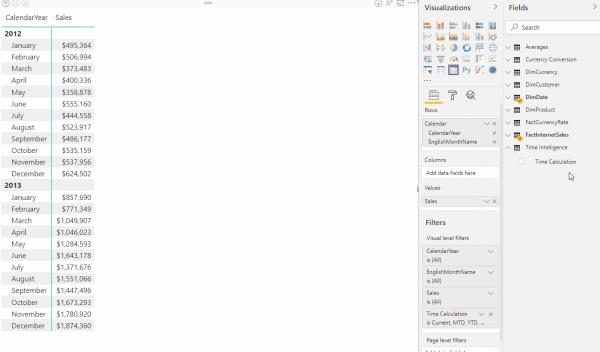 CalendarYear Sales
2012
January $495,364
February $506,994
March $373,483
April $400,336
May $358,878
June $555,160
July $444,558
August $523,917
September $486,177
October $535,159
November $537,956
December $624,502
2013
January $857,690
February $771,349
March $1,049,907
April $1,046,023
May $1,284,593
June $1,643,178
July $1,371,676
August $1,551,066
September $1,447,496
October $1,673,293
November $1,780,920
December $1,874,360
Visualizations
Py
Rows
Calendar
CalendarYear
EnglishMonthName
Columns
Add data fields here
Values
Sales
Filters
Visual level filters
CalendarYear
is (All)
EnglishMonthName
is (All)
Sales
is (All)
Time Calculation
is Current, MTD, YTD, ...
Page level filters
Fields
Search
Averages
Currency Conversion
DimCurrency
DimCustomer
DimDate
DimProduct
FactCurrencyRate
FactInternetSales
Time Intelligence
Time Calculation